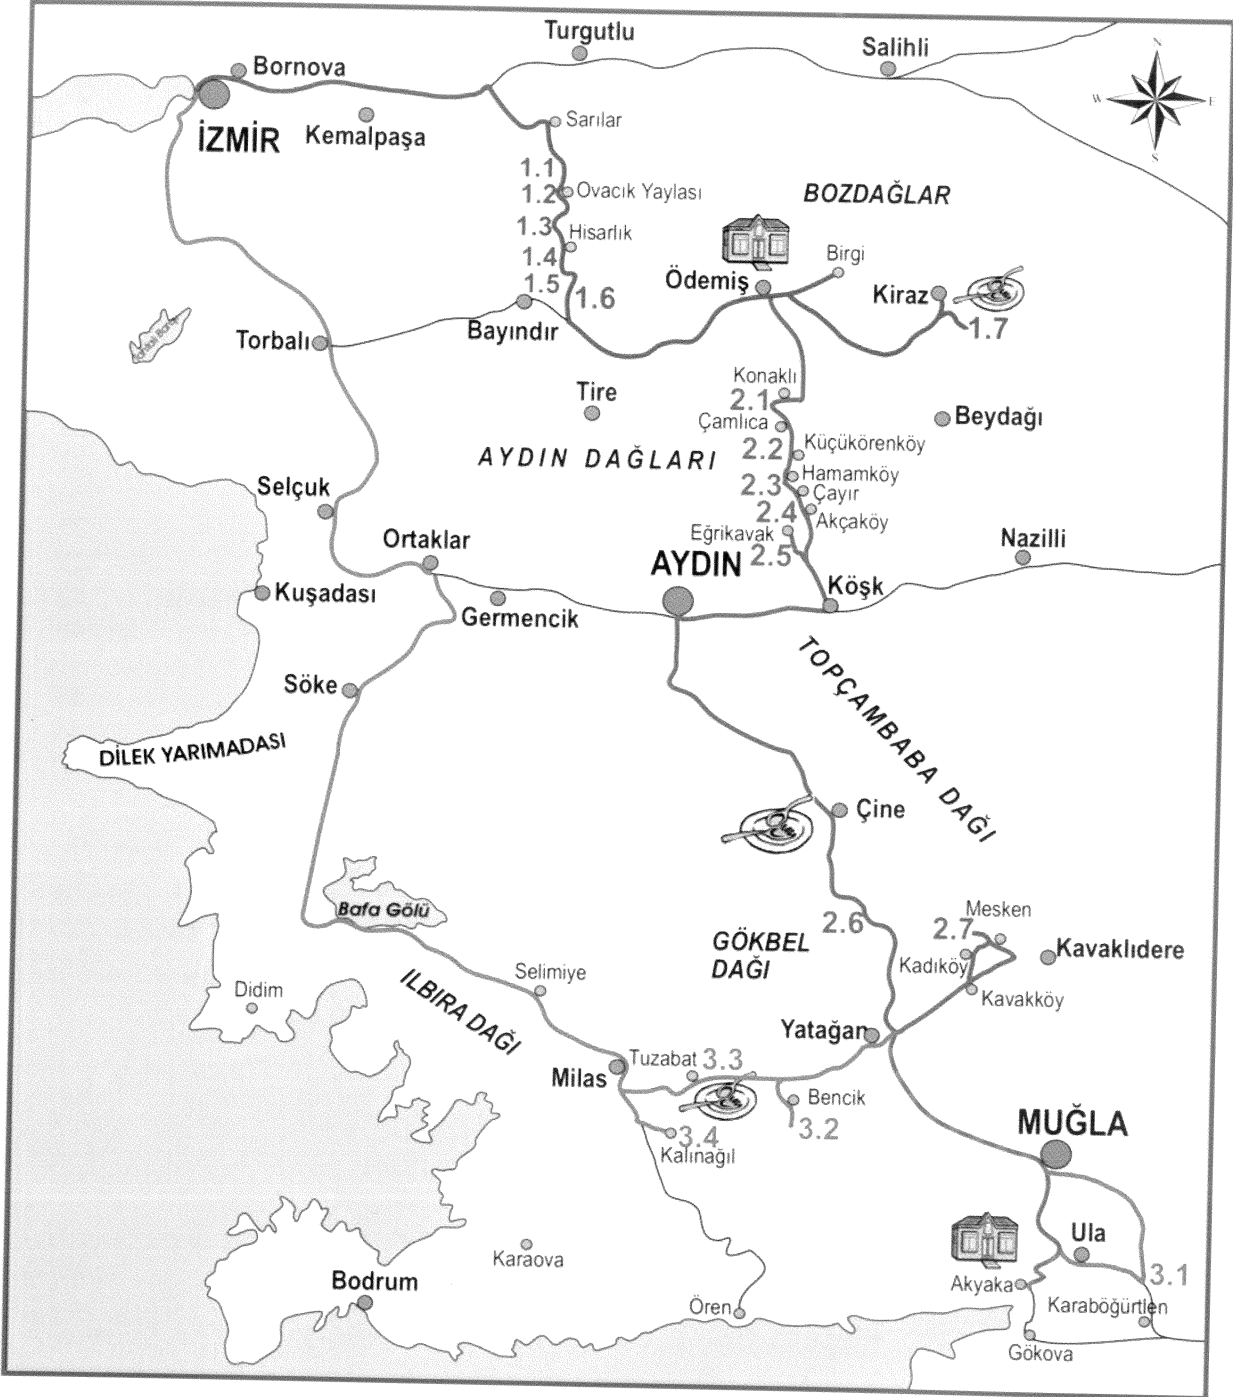 Turgutlu
Salihli
Bornova
N
W
E
S
İZMİR
Kemalpaşa
Sarılar
1.1
1.2
Ovacık Yaylası
BOZDAĞLAR
1.3
Hisarlık
1.4
Birgi
1.5
1.6
Ödemiş
Kiraz
Bayındır
1.7
Torbalı
Konaklı
Tire
2.1
Çamlıca
Beydağı
2.2
Küçükörenköy
AYDIN DAĞLARI
Hamamköy
2.3
Çayır
Selçuk
2.4
Akçaköy
Eğrikavak
2.5
Ortaklar
AYDIN
Nazilli
Köşk
Kuşadası
Germencik
TOPÇAMBABA DAĞI
Söke
DİLEK YARIMADASI
Çine
Bafa Gölü
2.6
Mesken
2.7
GÖKBEL
DAĞI
Kadıköy
Kavaklıdere
Selimiye
Kavakköy
ILBIRA DAĞI
Didim
Yatağan
Tuzabat
3.3
Milas
Bencik
3.2
3.4
Kalınağıl
MUĞLA
Ula
Karaova
Bodrum
Akyaka
3.1
Ören
Karaböğürtlen
Gökova